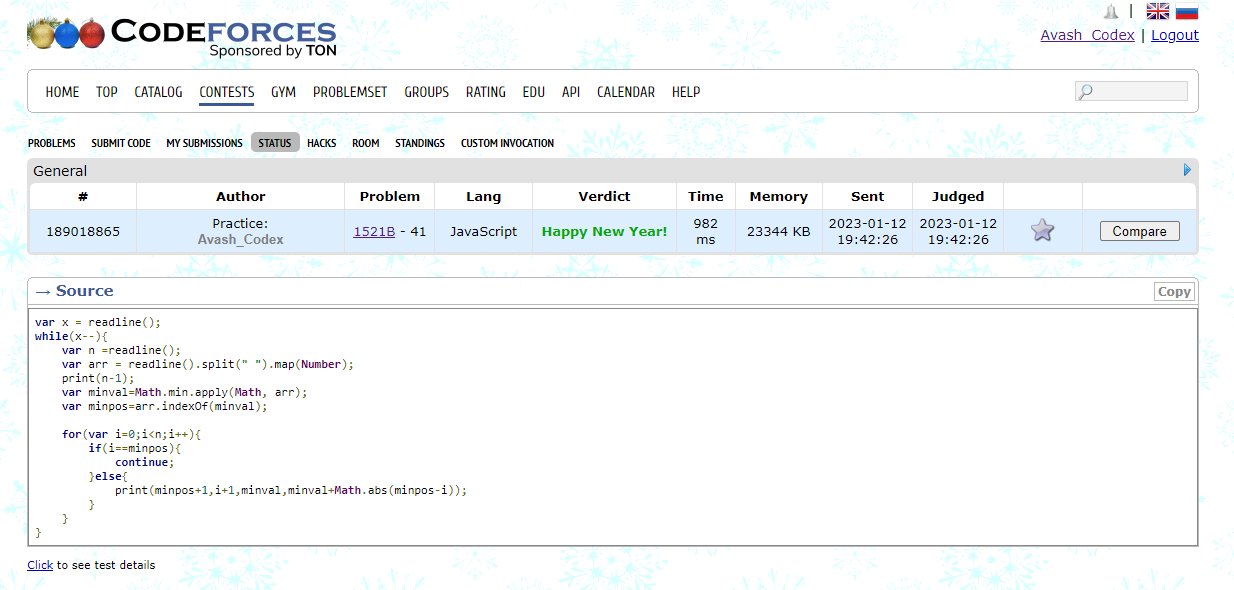 CODEFORCES
Sponsored by TON
Avash_Codex | Logout
HOME TOP CATALOG CONTESTS GYM PROBLEMSET GROUPS RATING EDU API CALENDAR HELP
PROBLEMS SUBMIT CODE MY SUBMISSIONS STATUS HACKS ROOM STANDINGS CUSTOM INVOCATION
General
# Author Problem Lang Verdict Time Memory Sent Judged
189018865 Practice: Avash_Codex 1521B - 41 JavaScript Happy New Year! 982 ms 23344 KB 2023-01-12 19:42:26 2023-01-12 19:42:26 Compare
→ Source Copy
var x = readline();
while(x--){
    var n =readline();
    var arr = readline().split(" ").map(Number);
    print(n-1);
    var minval=Math.min.apply(Math, arr);
    var minpos=arr.indexOf(minval);
    for(var i=0;i<n;i++){
        if(i==minpos){
            continue;
        }else{
            print(minpos+1,i+1,minval,minval+Math.abs(minpos-i));
        }
    }
}
Click to see test details